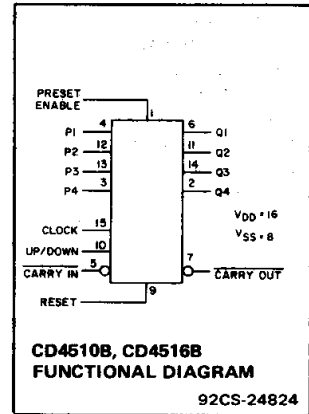 PRESET
ENABLE
1
P1 4 6 Q1
P2 12 11 Q2
P3 13 14 Q3
P4 3 2 Q4
CLOCK 15
VDD = 16
UP/DOWN 10
VSS = 8
CARRY IN 5 7 CARRY OUT
RESET 9
CD4510B, CD4516B
FUNCTIONAL DIAGRAM
92CS-24824